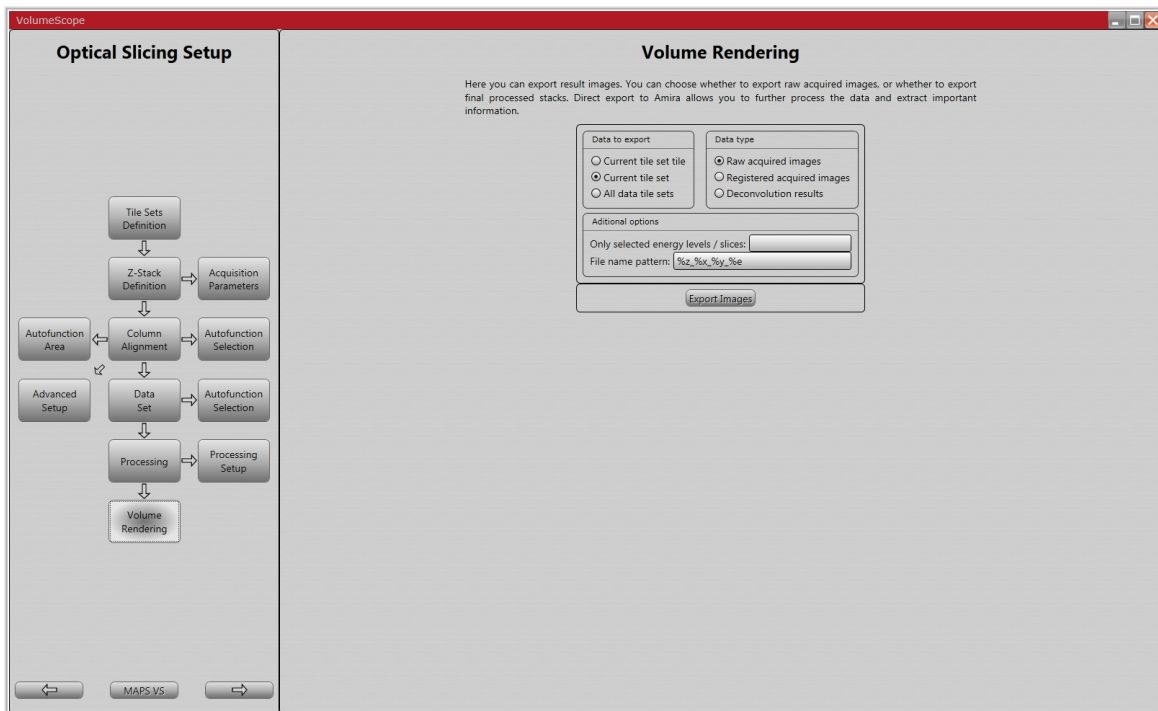 VolumeScope
Optical Slicing Setup
Tile Sets
Definition
Z-Stack
Definition
Acquisition
Parameters
Autofunction
Area
Column
Alignment
Autofunction
Selection
Advanced
Setup
Data
Set
Autofunction
Selection
Processing
Processing
Setup
Volume
Rendering
MAPS VS
Volume Rendering
Here you can export result images. You can choose whether to export raw acquired images, or whether to export
final processed stacks. Direct export to Amira allows you to further process the data and extract important
information.
Data to export
Current tile set tile
Current tile set
All data tile sets
Data type
Raw acquired images
Registered acquired images
Deconvolution results
Aditional options
Only selected energy levels / slices:
File name pattern: %z_%x_%y_%e
Export Images